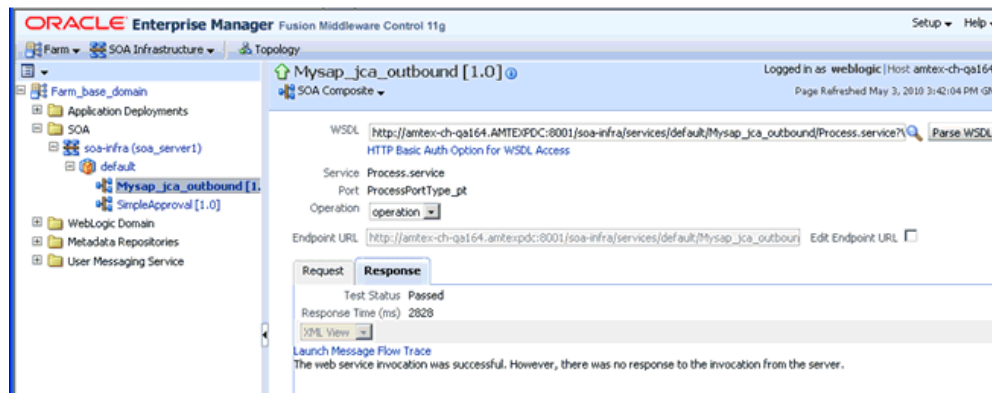 ORACLE Enterprise Manager Fusion Middleware Control 11g
Setup Help
Farm SOA Infrastructure Topology
Mysap_jca_outbound [1.0]
Logged in as weblogic|Host amtex-ch-qa164
SOA Composite
Page Refreshed May 3, 2010 3:42:04 PM GM
Farm_base_domain
Application Deployments
SOA
soa-infra (soa_server1)
default
Mysap_jca_outbound [1.
SimpleApproval [1.0]
WebLogic Domain
Metadata Repositories
User Messaging Service
WSDL http://amtex-ch-qa164.AMTEXPDC:8001/soa-infra/services/default/Mysap_jca_outbound/Process.service?\ Parse WSDL
HTTP Basic Auth Option for WSDL Access
Service Process.service
Port ProcessPortType_pt
Operation operation
Endpoint URL http://amtex-ch-qa164.amtexpdc:8001/soa-infra/services/default/Mysap_jca_outboun Edit Endpoint URL
Request Response
Test Status Passed
Response Time (ms) 2828
XML View
Launch Message Flow Trace
The web service invocation was successful. However, there was no response to the invocation from the server.